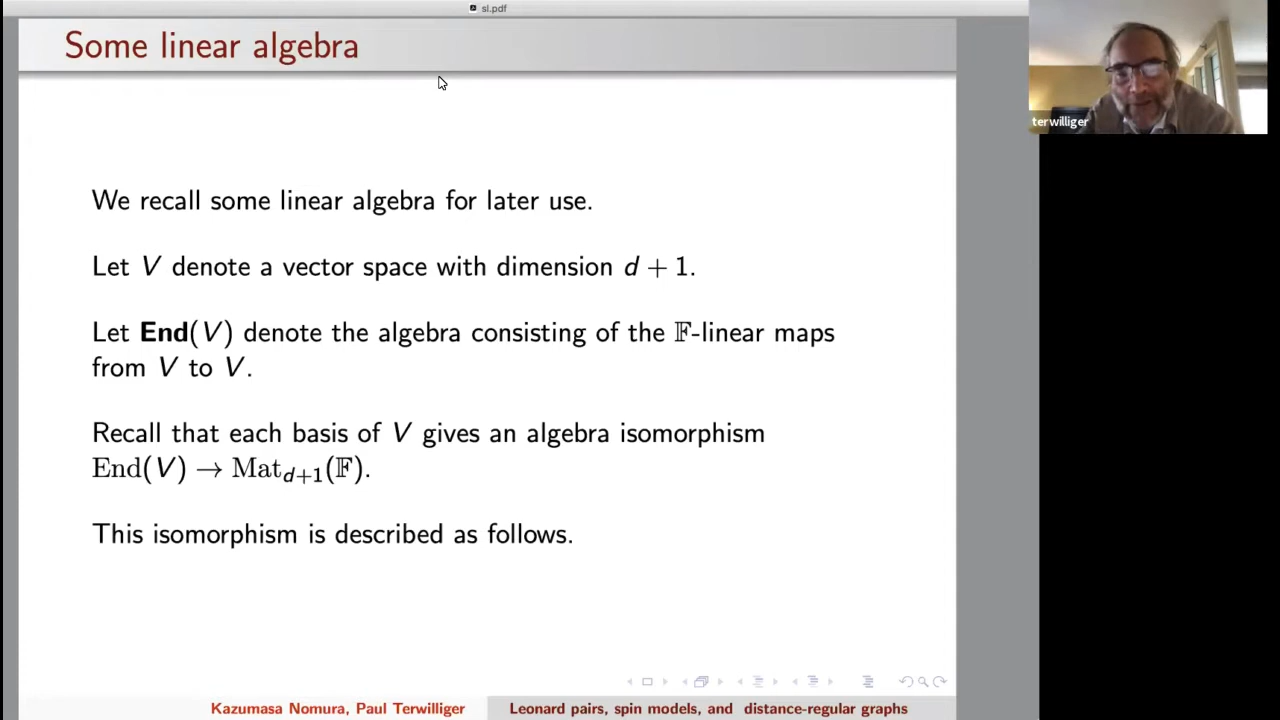 sl.pdf
Some linear algebra
terwilliger
We recall some linear algebra for later use.
Let V denote a vector space with dimension d + 1.
Let End(V) denote the algebra consisting of the 𝔽-linear maps
from V to V.
Recall that each basis of V gives an algebra isomorphism
End(V) → Mat_{d+1}(𝔽).
This isomorphism is described as follows.
Kazumasa Nomura, Paul Terwilliger
Leonard pairs, spin models, and distance-regular graphs